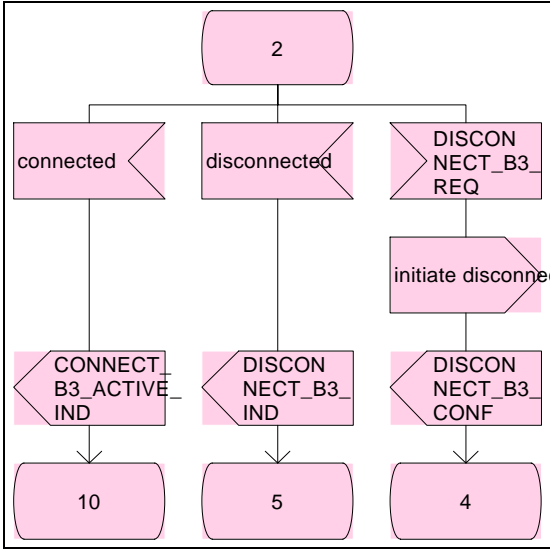 2
connected
disconnected
DISCON
NECT_B3_
REQ
initiate disconnec
CONNECT_
B3_ACTIVE_
IND
DISCON
NECT_B3_
IND
DISCON
NECT_B3_
CONF
10
5
4